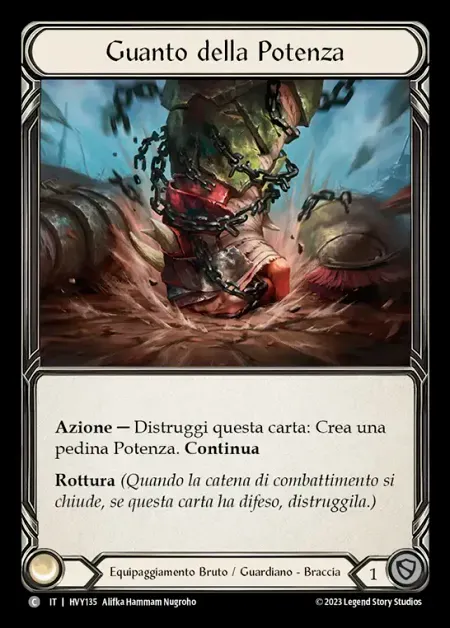 Guanto della Potenza
Azione — Distruggi questa carta: Crea una
pedina Potenza. Continua
Rottura (Quando la catena di combattimento si
chiude, se questa carta ha difeso, distruggila.)
Equipaggiamento Bruto / Guardiano - Braccia
1
C IT | HVY135 Alifka Hammam Nugroho
© 2023 Legend Story Studios